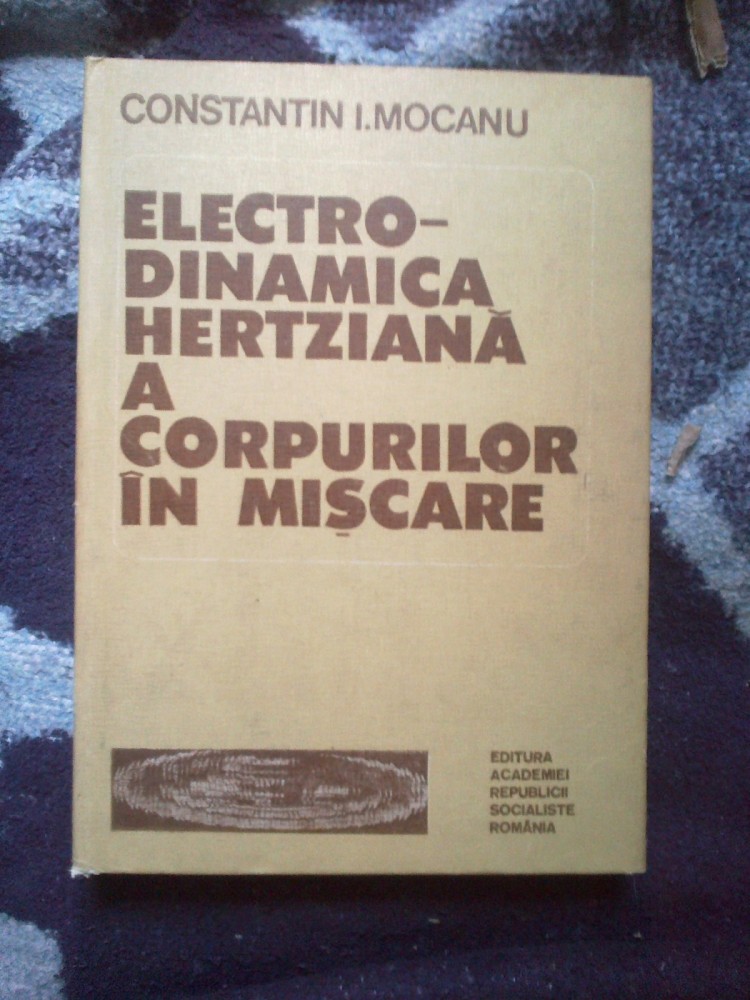 CONSTANTIN I.MOCANU
ELECTRO-
DINAMICA
HERTZIANĂ
A
CORPURILOR
ÎN MIȘCARE
EDITURA
ACADEMIEI
REPUBLICII
SOCIALISTE
ROMÂNIA